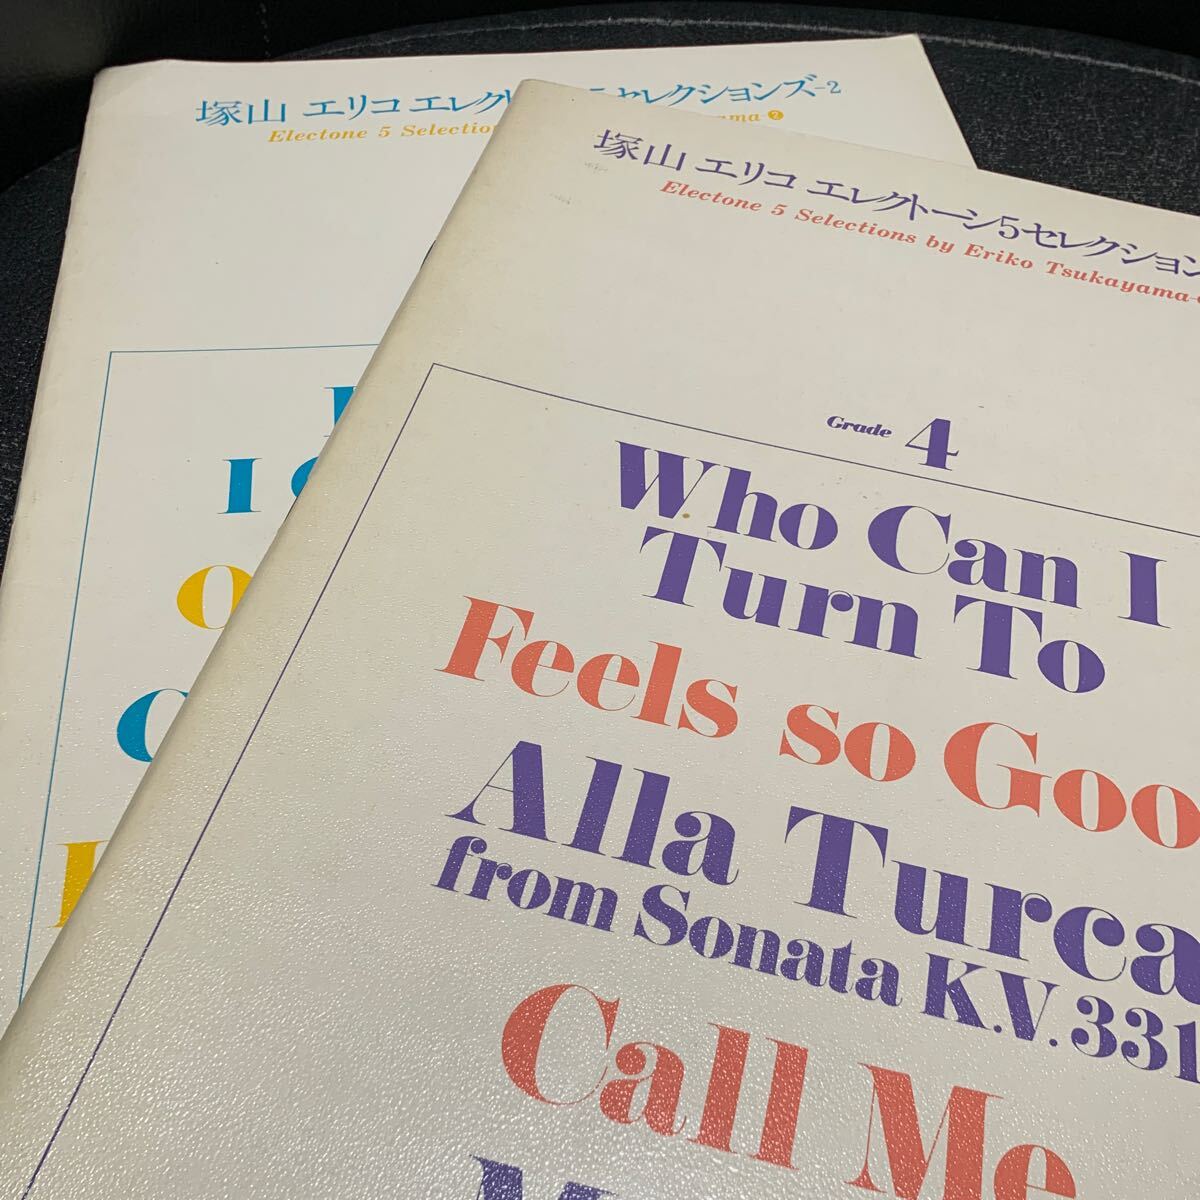 塚山 エリコ エレクト セレクションズ-2
Electone 5 Selection
ama-2
塚山 エリコ エレクトーン5セレクション
Electone 5 Selections by Eriko Tsukayama-
Grade 4
Who Can I
Turn To
Feels so Goo
Alla Turca
from Sonata K.V. 331
Call Me
I
O
C